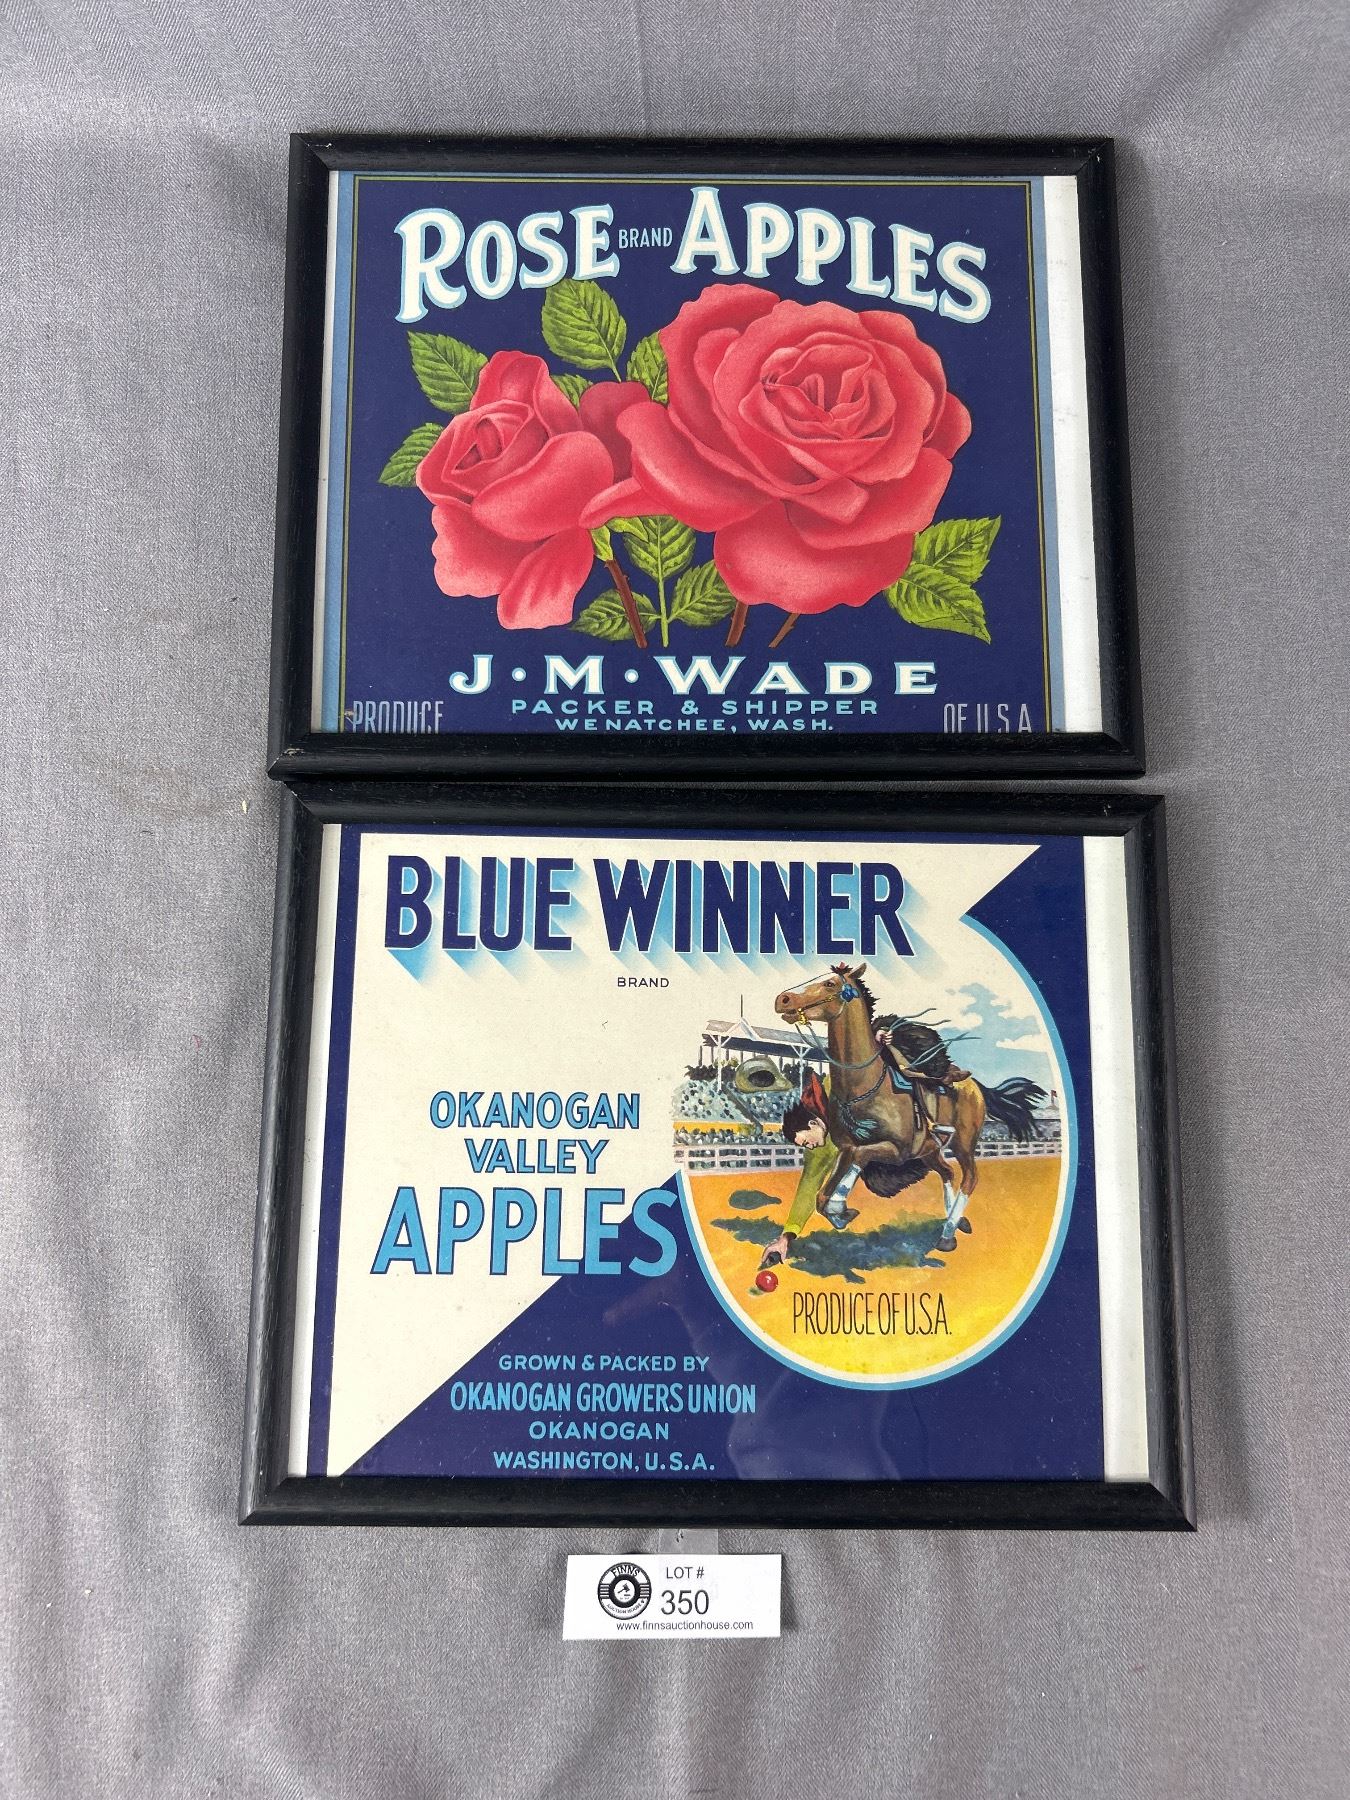 ROSE BRAND APPLES
J·M·WADE
PACKER & SHIPPER
WENATCHEE, WASH.
PRODUCE OF U.S.A
BLUE WINNER
BRAND
OKANOGAN
VALLEY
APPLES
PRODUCE OF U.S.A.
GROWN & PACKED BY
OKANOGAN GROWERS UNION
OKANOGAN
WASHINGTON, U.S.A.
FINNS
LOT #
350
www.finnsauctionhouse.com